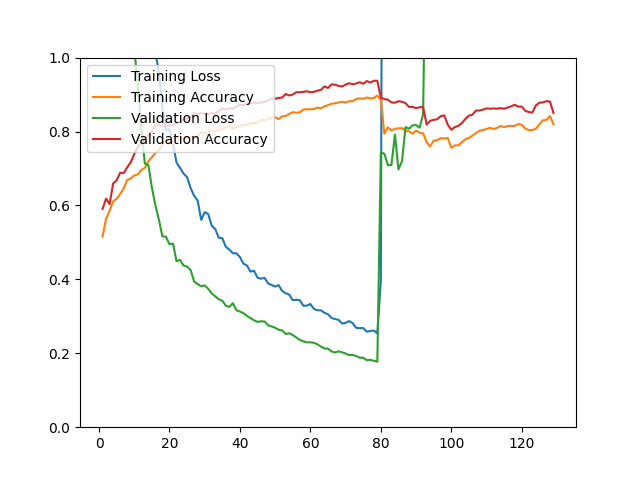 1.0
0.8
0.6
0.4
0.2
0.0
Training Loss
Training Accuracy
Validation Loss
Validation Accuracy
0 20 40 60 80 100 120